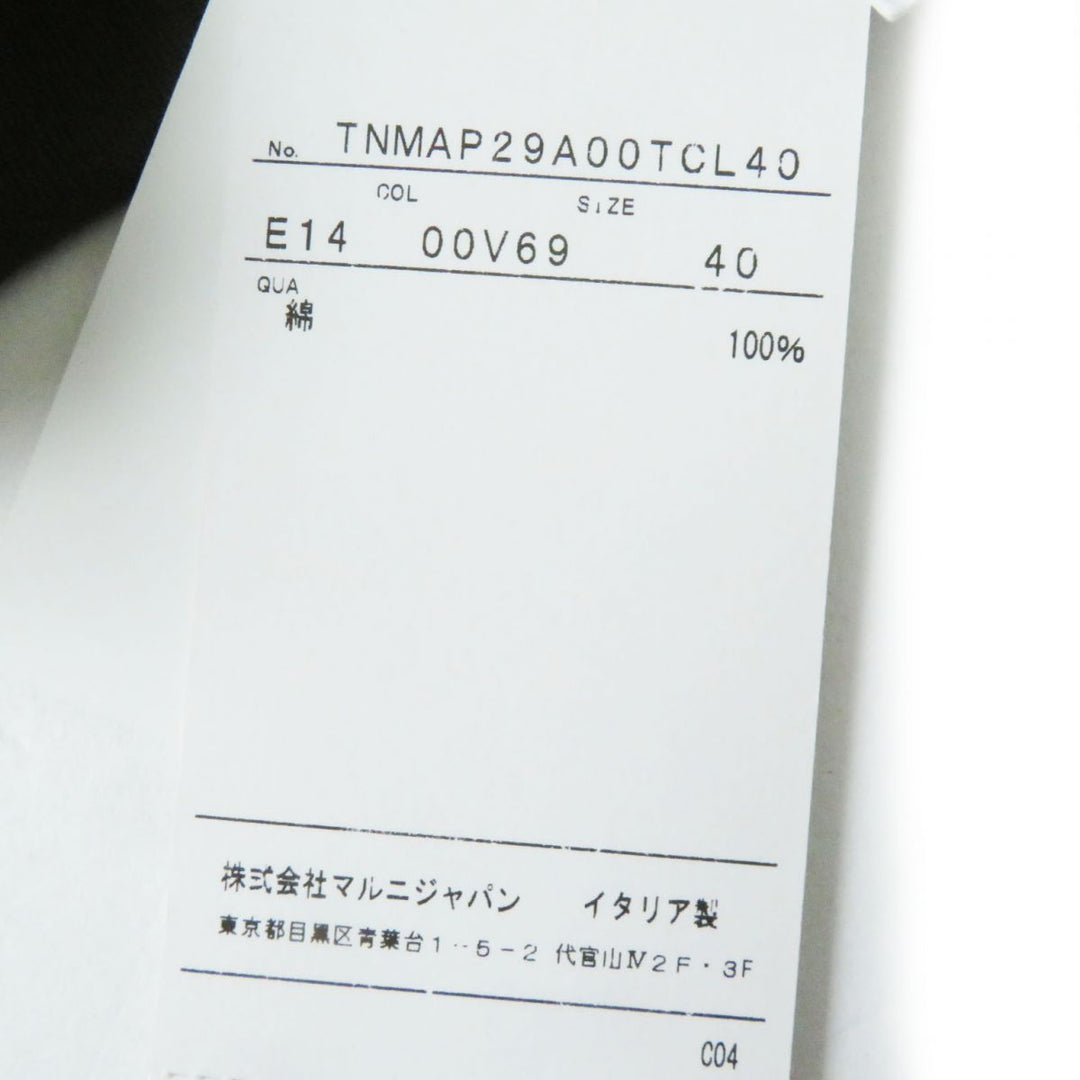 No. TNMAP29A00TCL40
COL SIZE
E14 00V69 40
QUA
綿 100%
株式会社マルニジャパン イタリア製
東京都目黒区青葉台1-5-2 代官山Ⅳ2F・3F
C04